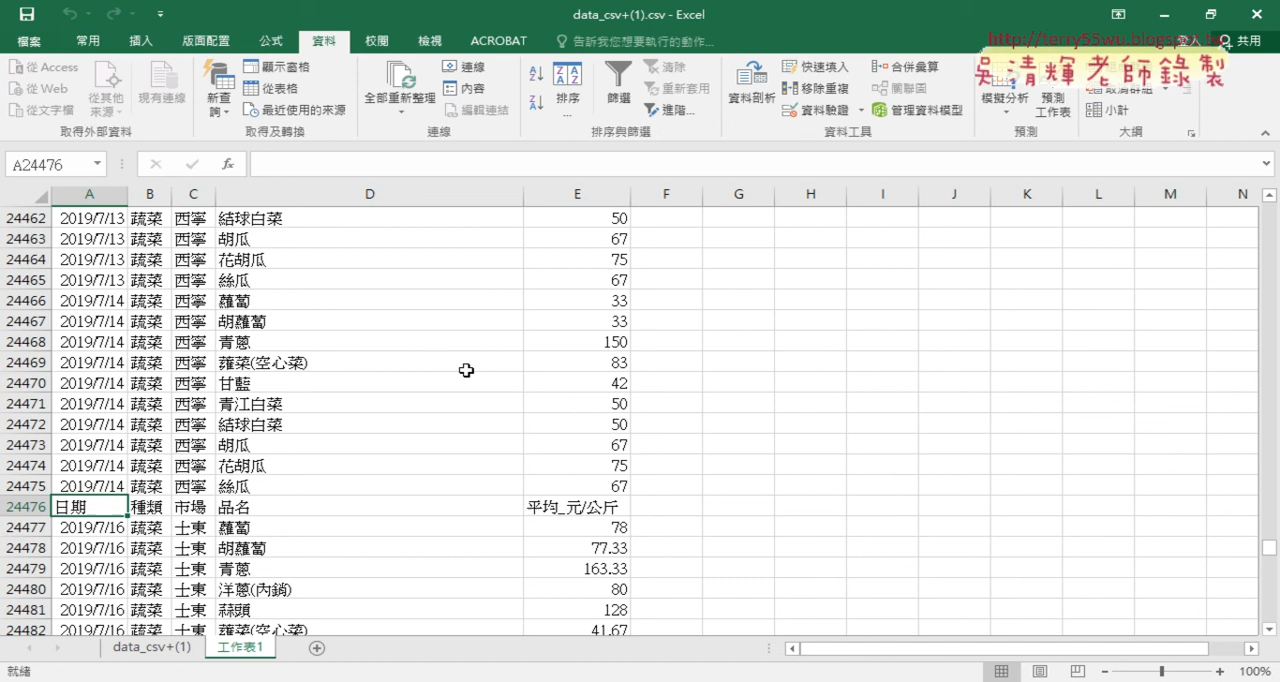 data_csv+(1).csv - Excel
檔案 常用 插入 版面配置 公式 資料 校閱 檢視 ACROBAT 告訴我您想要執行的動作... 登入 共用
http://terry55wu.blogspot.tw
吳清輝老師錄製
從 Access 從 Web 從文字檔 從其他來源 現有連線 取得外部資料
新查詢 顯示查詢 從表格 最近使用的來源 取得及轉換
全部重新整理 連線 內容 編輯連結 連線
排序... 篩選 清除 重新套用 進階... 排序與篩選
資料剖析 快速填入 移除重複 資料驗證 合併彙算 關聯圖 管理資料模型 資料工具
模擬分析 預測工作表 預測
取消群組 小計 大綱
A24476 fx
A B C D E F G H I J K L M N
24462 2019/7/13 蔬菜 西寧 結球白菜 50
24463 2019/7/13 蔬菜 西寧 胡瓜 67
24464 2019/7/13 蔬菜 西寧 花胡瓜 75
24465 2019/7/13 蔬菜 西寧 絲瓜 67
24466 2019/7/14 蔬菜 西寧 蘿蔔 33
24467 2019/7/14 蔬菜 西寧 胡蘿蔔 33
24468 2019/7/14 蔬菜 西寧 青蔥 150
24469 2019/7/14 蔬菜 西寧 蕹菜(空心菜) 83
24470 2019/7/14 蔬菜 西寧 甘藍 42
24471 2019/7/14 蔬菜 西寧 青江白菜 50
24472 2019/7/14 蔬菜 西寧 結球白菜 50
24473 2019/7/14 蔬菜 西寧 胡瓜 67
24474 2019/7/14 蔬菜 西寧 花胡瓜 75
24475 2019/7/14 蔬菜 西寧 絲瓜 67
24476 日期 種類 市場 品名 平均_元/公斤
24477 2019/7/16 蔬菜 士東 蘿蔔 78
24478 2019/7/16 蔬菜 士東 胡蘿蔔 77.33
24479 2019/7/16 蔬菜 士東 青蔥 163.33
24480 2019/7/16 蔬菜 士東 洋蔥(內銷) 80
24481 2019/7/16 蔬菜 士東 蒜頭 128
24482 2019/7/16 蔬菜 士東 蕹菜(空心菜) 41.67
data_csv+(1) 工作表1
就緒 100%